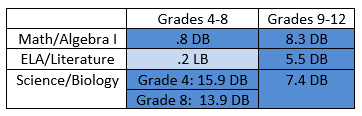 Grades 4-8 Grades 9-12
Math/Algebra I .8 DB 8.3 DB
ELA/Literature .2 LB 5.5 DB
Science/Biology Grade 4: 15.9 DB 7.4 DB
Grade 8: 13.9 DB